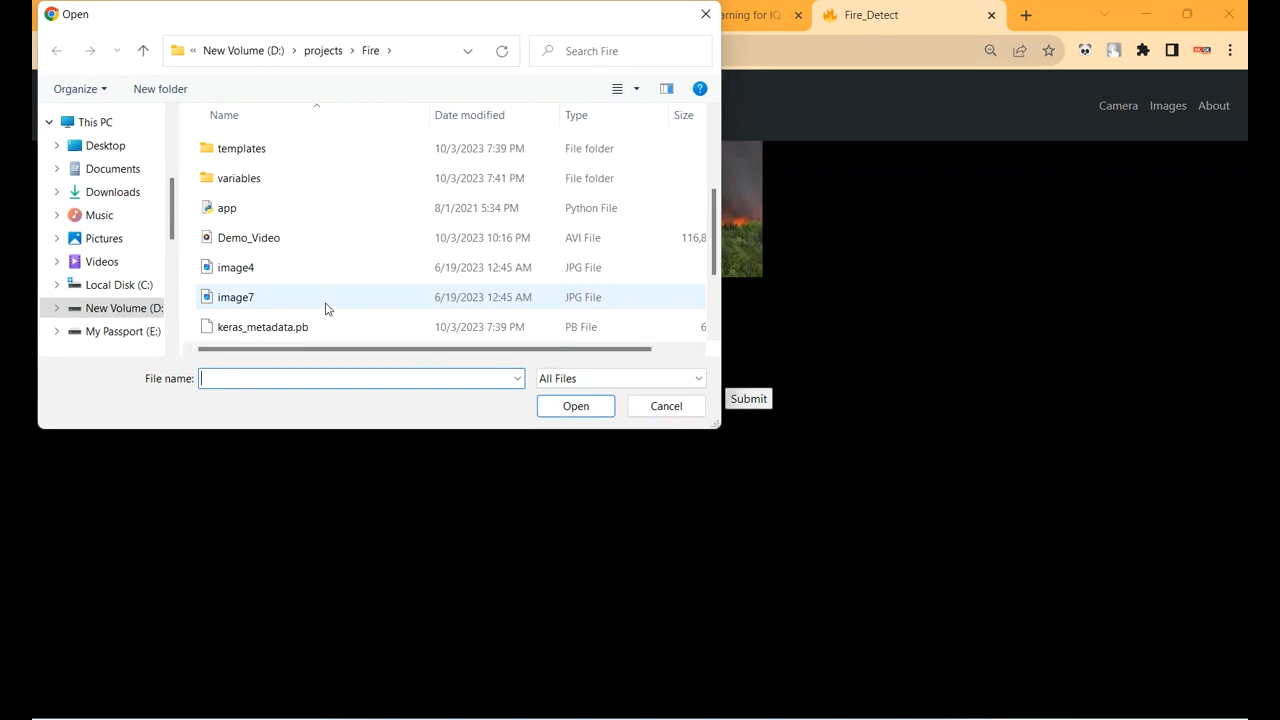 Open
arning for IC
Fire_Detect
New Volume (D:)
projects
Fire
Search Fire
Organize
New folder
Camera
Images
About
Name
Date modified
Type
Size
This PC
Desktop
Documents
Downloads
Music
Pictures
Videos
Local Disk (C:)
New Volume (D:
My Passport (E:)
templates
10/3/2023 7:39 PM
File folder
variables
10/3/2023 7:41 PM
File folder
app
8/1/2021 5:34 PM
Python File
Demo_Video
10/3/2023 10:16 PM
AVI File
116,8
image4
6/19/2023 12:45 AM
JPG File
image7
6/19/2023 12:45 AM
JPG File
keras_metadata.pb
10/3/2023 7:39 PM
PB File
6
File name:
All Files
Open
Cancel
Submit